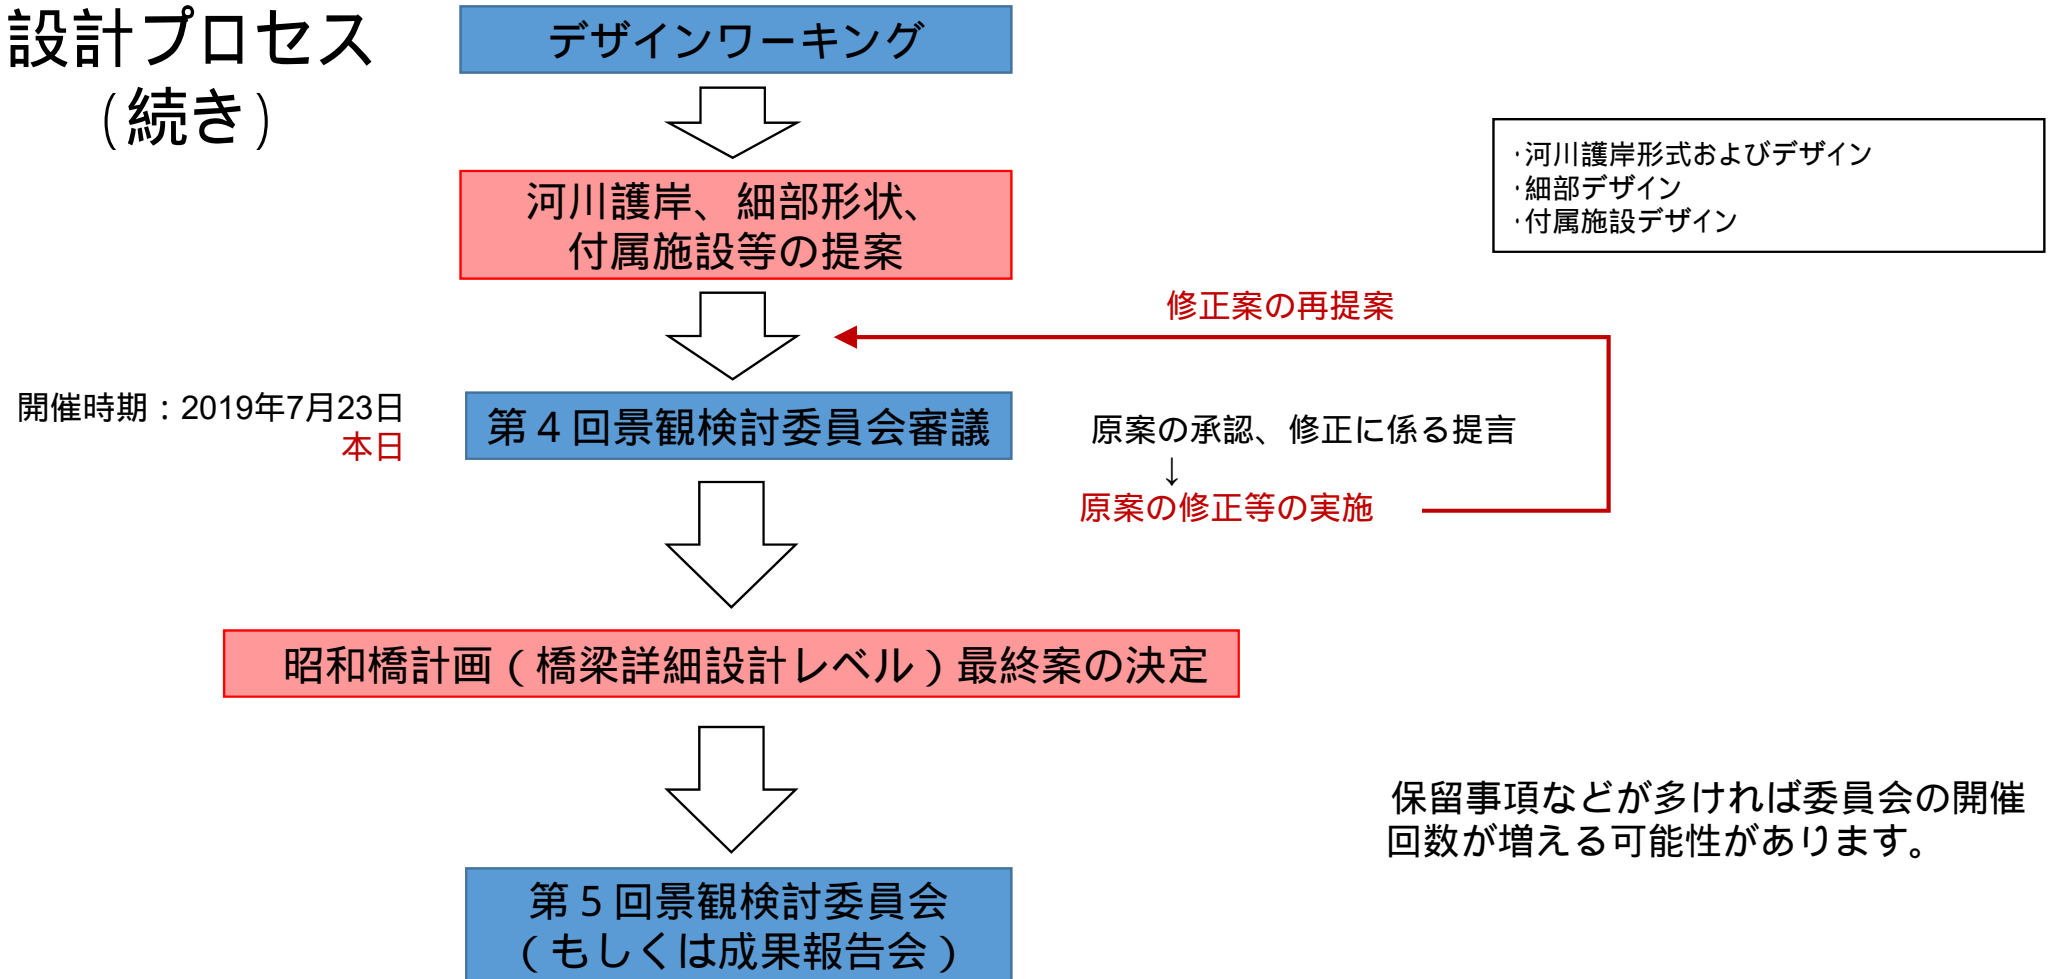 設計プロセス
（続き）
デザインワーキング
河川護岸、細部形状、
付属施設等の提案
・河川護岸形式およびデザイン
・細部デザイン
・付属施設デザイン
修正案の再提案
開催時期：2019年7月23日
本日
第４回景観検討委員会審議
原案の承認、修正に係る提言
↓
原案の修正等の実施
昭和橋計画（橋梁詳細設計レベル）最終案の決定
保留事項などが多ければ委員会の開催
回数が増える可能性があります。
第５回景観検討委員会
（もしくは成果報告会）